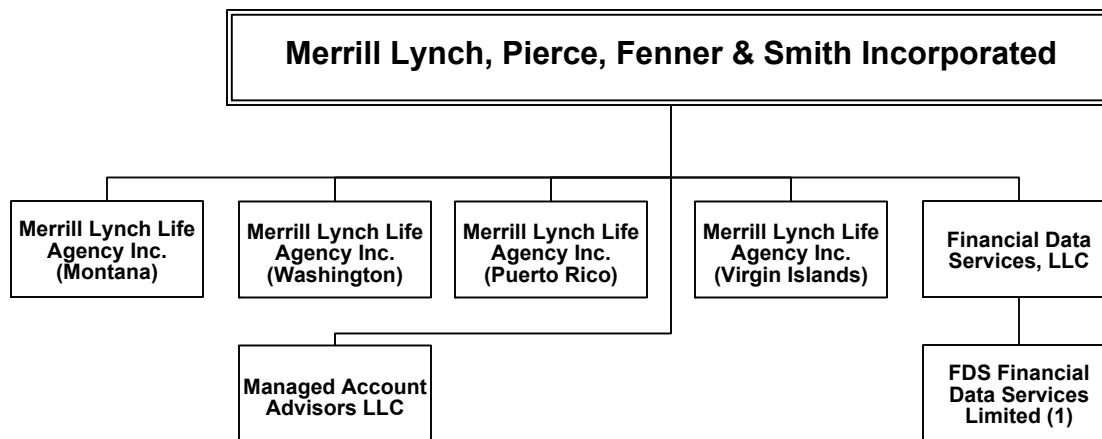 Merrill Lynch, Pierce, Fenner & Smith Incorporated
Merrill Lynch Life
Agency Inc.
(Montana)
Merrill Lynch Life
Agency Inc.
(Washington)
Merrill Lynch Life
Agency Inc.
(Puerto Rico)
Merrill Lynch Life
Agency Inc.
(Virgin Islands)
Financial Data
Services, LLC
Managed Account
Advisors LLC
FDS Financial
Data Services
Limited (1)